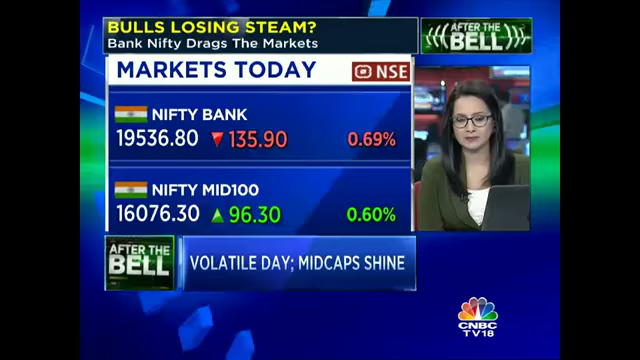 BULLS LOSING STEAM?
Bank Nifty Drags The Markets
AFTER THE
BELL
MARKETS TODAY
NSE
NIFTY BANK
19536.80 ▼ 135.90 0.69%
NIFTY MID100
16076.30 ▲ 96.30 0.60%
AFTER THE
BELL
VOLATILE DAY; MIDCAPS SHINE
CNBC
TV18